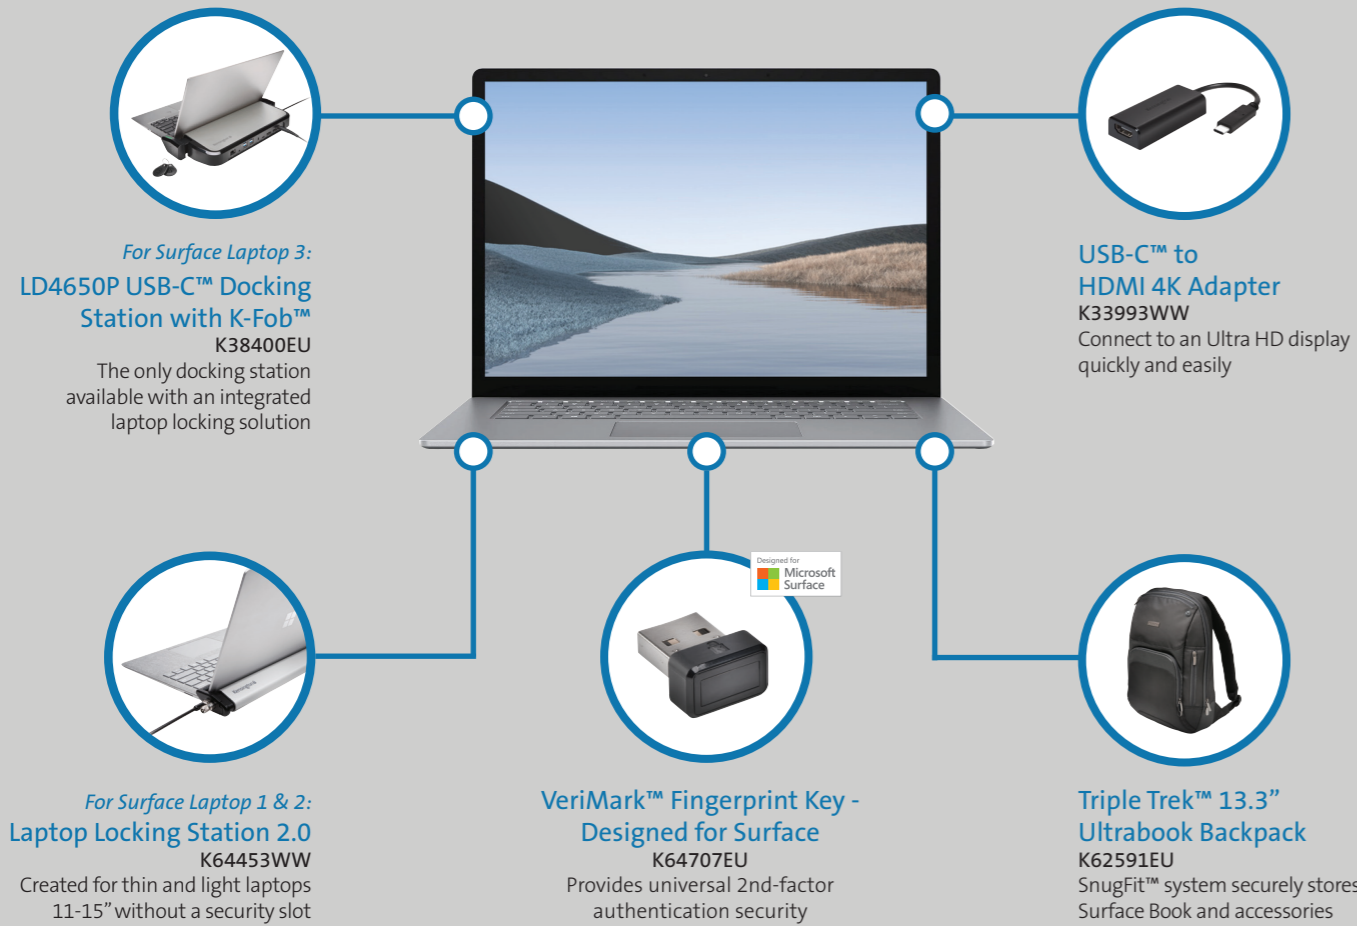 For Surface Laptop 3:
LD4650P USB-C™ Docking
Station with K-Fob™
K38400EU
The only docking station
available with an integrated
laptop locking solution
USB-C™ to
HDMI 4K Adapter
K33993WW
Connect to an Ultra HD display
quickly and easily
Kensington
For Surface Laptop 1 & 2:
Laptop Locking Station 2.0
K64453WW
Created for thin and light laptops
11-15” without a security slot
Designed for
Microsoft
Surface
VeriMark™ Fingerprint Key -
Designed for Surface
K64707EU
Provides universal 2nd-factor
authentication security
Triple Trek™ 13.3”
Ultrabook Backpack
K62591EU
SnugFit™ system securely stores
Surface Book and accessories